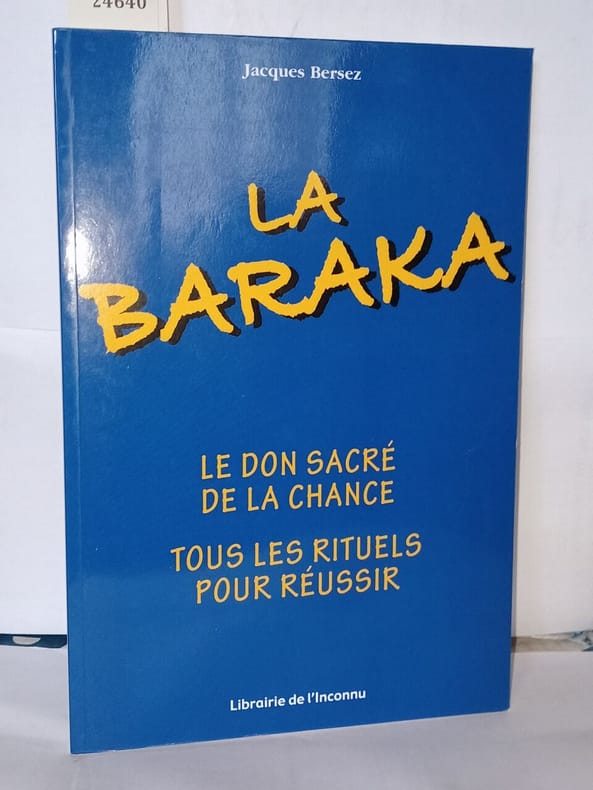 24640
Jacques Bersez
LA
BARAKA
LE DON SACRÉ
DE LA CHANCE
TOUS LES RITUELS
POUR RÉUSSIR
Librairie de l'Inconnu